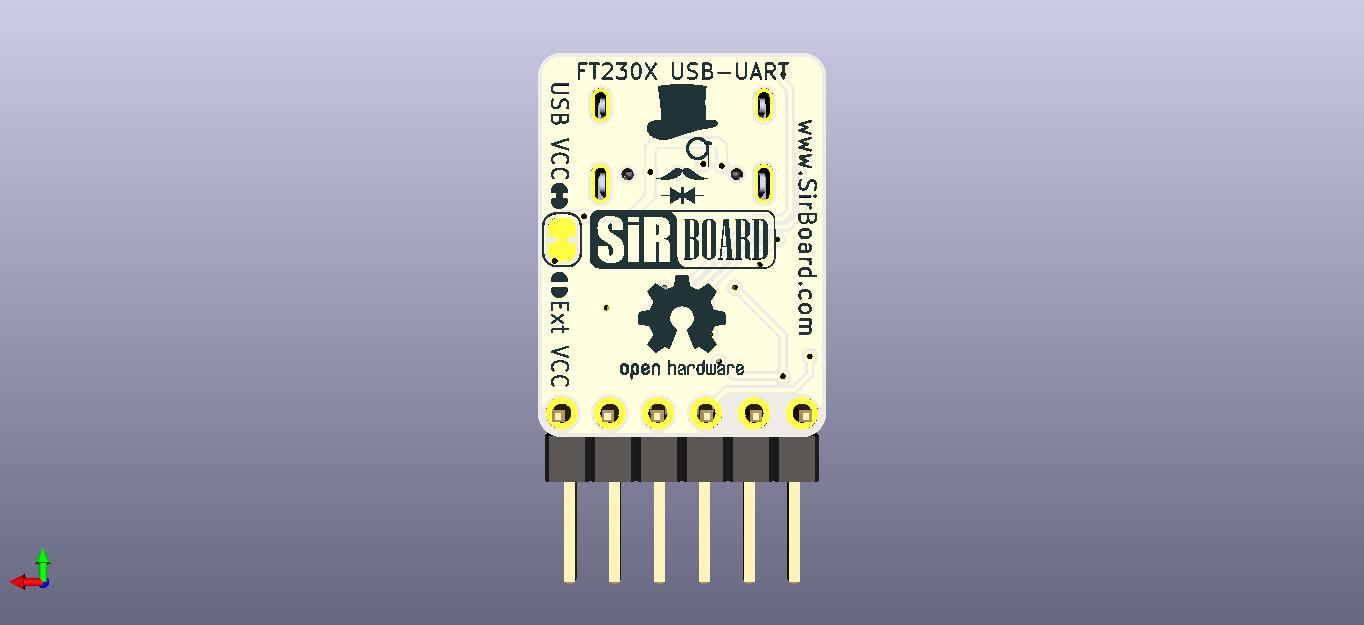 FT230X USB-UART
USB VCC
www.SirBoard.com
SiR BOARD
Ext VCC
open hardware